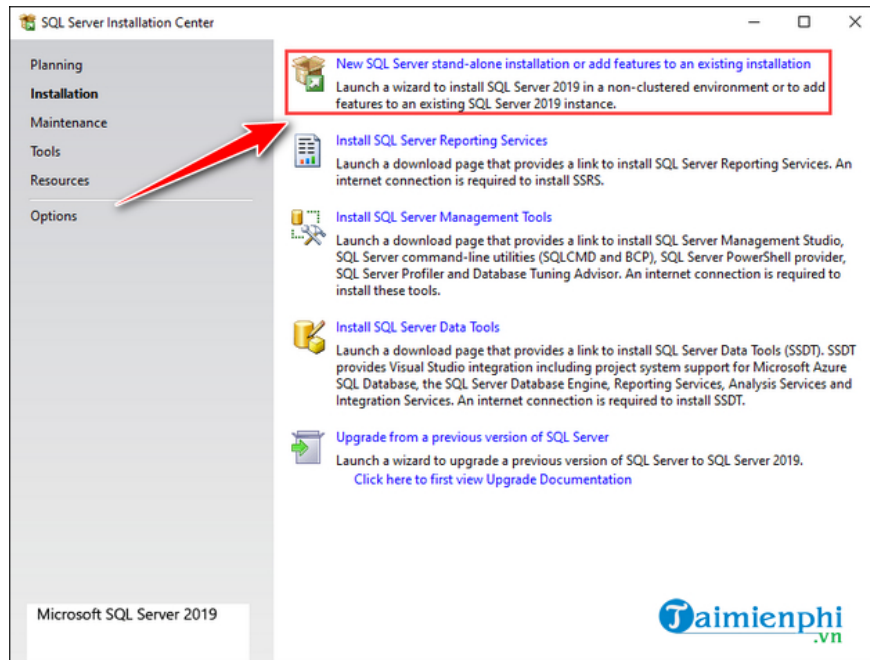 SQL Server Installation Center
Planning
Installation
Maintenance
Tools
Resources
Options
New SQL Server stand-alone installation or add features to an existing installation
Launch a wizard to install SQL Server 2019 in a non-clustered environment or to add
features to an existing SQL Server 2019 instance.
Install SQL Server Reporting Services
Launch a download page that provides a link to install SQL Server Reporting Services. An
internet connection is required to install SSRS.
Install SQL Server Management Tools
Launch a download page that provides a link to install SQL Server Management Studio,
SQL Server command-line utilities (SQLCMD and BCP), SQL Server PowerShell provider,
SQL Server Profiler and Database Tuning Advisor. An internet connection is required to
install these tools.
Install SQL Server Data Tools
Launch a download page that provides a link to install SQL Server Data Tools (SSDT). SSDT
provides Visual Studio integration including project system support for Microsoft Azure
SQL Database, the SQL Server Database Engine, Reporting Services, Analysis Services and
Integration Services. An internet connection is required to install SSDT.
Upgrade from a previous version of SQL Server
Launch a wizard to upgrade a previous version of SQL Server to SQL Server 2019.
Click here to first view Upgrade Documentation
Microsoft SQL Server 2019
Taimienphi
.vn